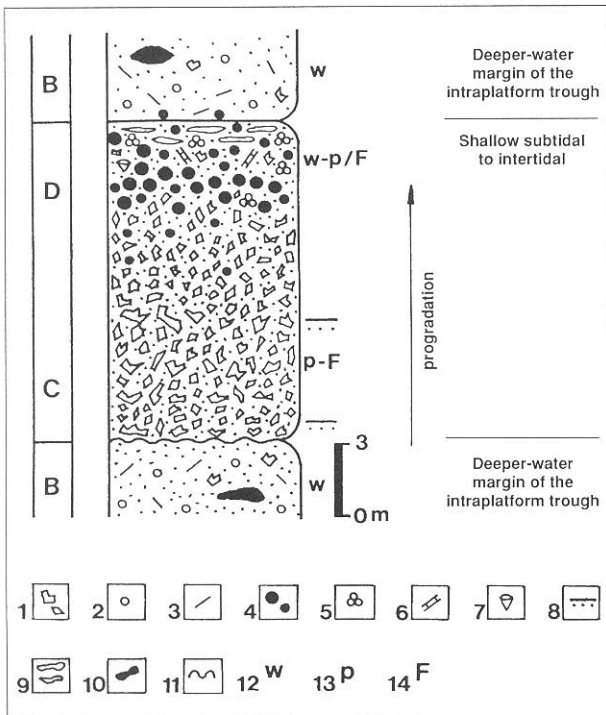 B
w
Deeper-water
margin of the
intraplatform trough
D
w-p/F
Shallow subtidal
to intertidal
progradation
C
p-F
B
w
3
0m
Deeper-water
margin of the
intraplatform trough
1 2 3 4 5 6 7 8
9 10 11 12 w 13 p 14 F